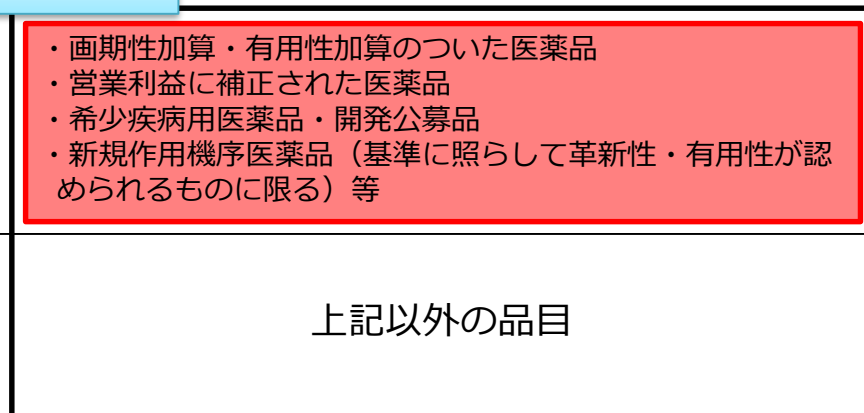 ・画期性加算・有用性加算のついた医薬品
・営業利益に補正された医薬品
・希少疾病用医薬品・開発公募品
・新規作用機序医薬品（基準に照らして革新性・有用性が認
められるものに限る）等
上記以外の品目